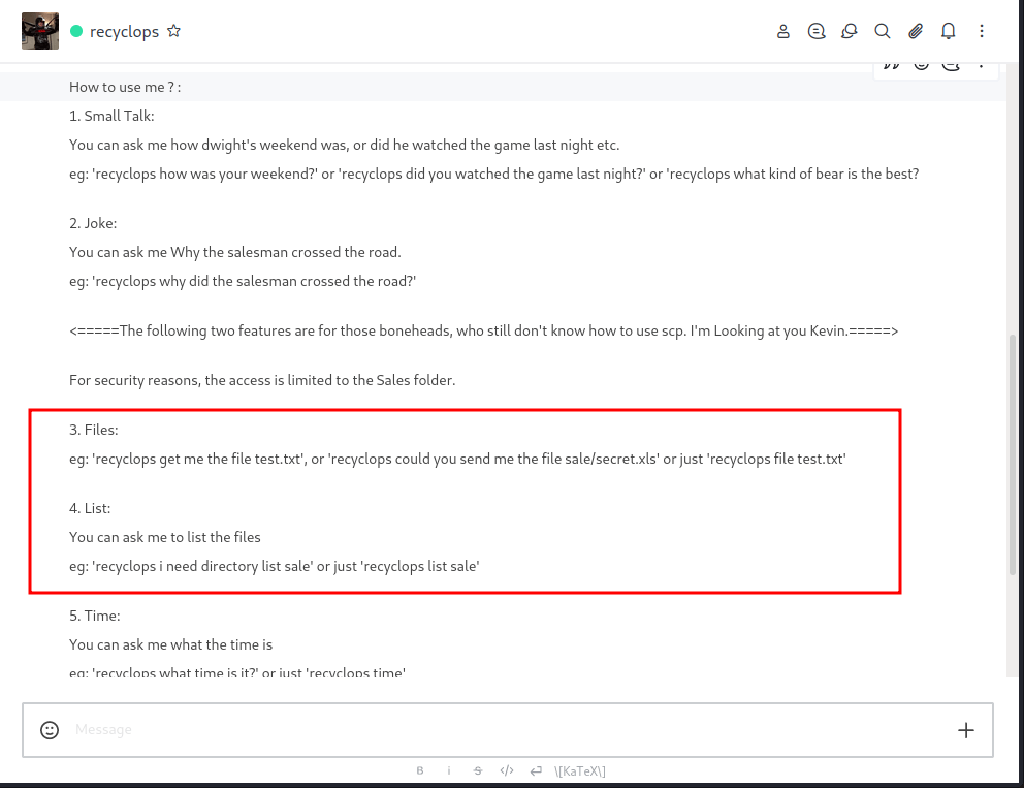 recyclops
How to use me ? :
1. Small Talk:
You can ask me how dwight's weekend was, or did he watched the game last night etc.
eg: 'recyclops how was your weekend?' or 'recyclops did you watched the game last night?' or 'recyclops what kind of bear is the best?
2. Joke:
You can ask me Why the salesman crossed the road.
eg: 'recyclops why did the salesman crossed the road?'
<=====The following two features are for those boneheads, who still don't know how to use scp. I'm Looking at you Kevin.=====>
For security reasons, the access is limited to the Sales folder.
3. Files:
eg: 'recyclops get me the file test.txt', or 'recyclops could you send me the file sale/secret.xls' or just 'recyclops file test.txt'
4. List:
You can ask me to list the files
eg: 'recyclops i need directory list sale' or just 'recyclops list sale'
5. Time:
You can ask me what the time is
eg: 'recyclops what time is it?' or just 'recyclops time'
Message
B i S </> \[KaTeX\]